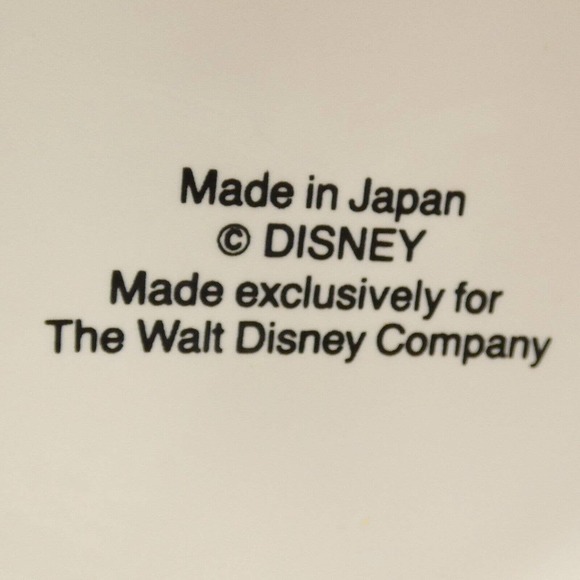 Made in Japan
© DISNEY
Made exclusively for
The Walt Disney Company